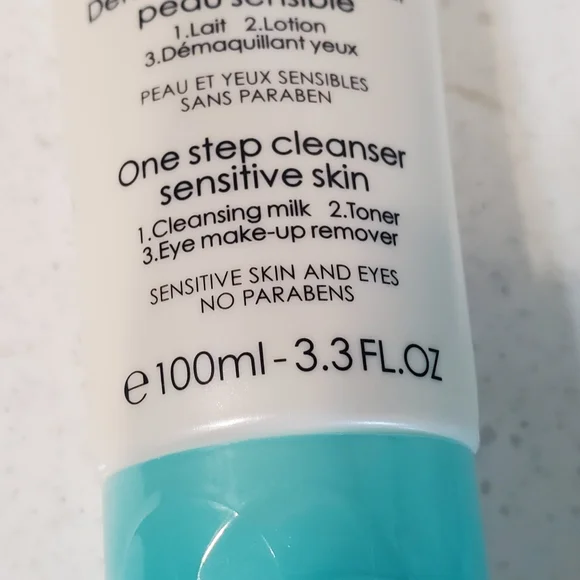 peau sensible
1.Lait 2.Lotion
3.Démaquillant yeux
PEAU ET YEUX SENSIBLES
SANS PARABEN
One step cleanser
sensitive skin
1.Cleansing milk 2.Toner
3.Eye make-up remover
SENSITIVE SKIN AND EYES
NO PARABENS
e 100ml - 3.3 FL.OZ